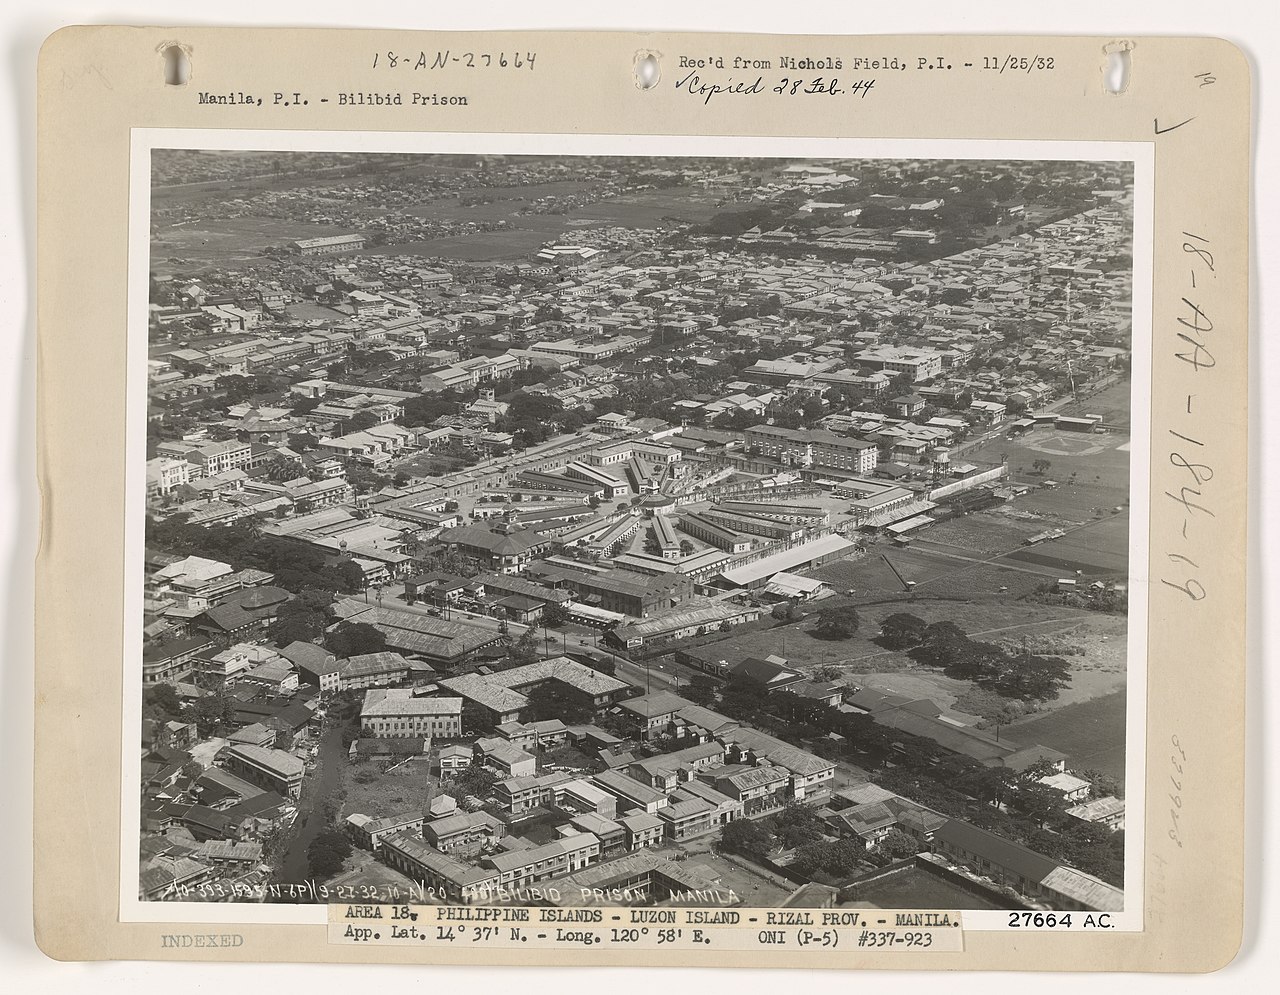 18-AN-27664
Rec'd from Nichols Field, P.I. - 11/25/32
✓Copied 28 Feb. 44
Manila, P.I. - Bilibid Prison
19
18-AA-184-19
BILIBID PRISON MANILA
AREA 18, PHILIPPINE ISLANDS - LUZON ISLAND - RIZAL PROV. - MANILA.
App. Lat. 14° 37' N. - Long. 120° 58' E. ONI (P-5) #337-923
27664 A.C.
INDEXED